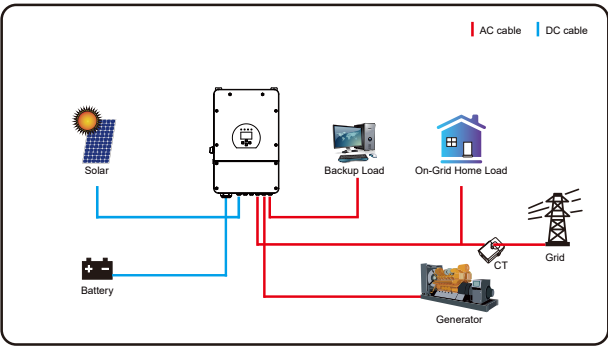 AC cable
DC cable
Solar
Backup Load
On-Grid Home Load
CT
Grid
Battery
Generator